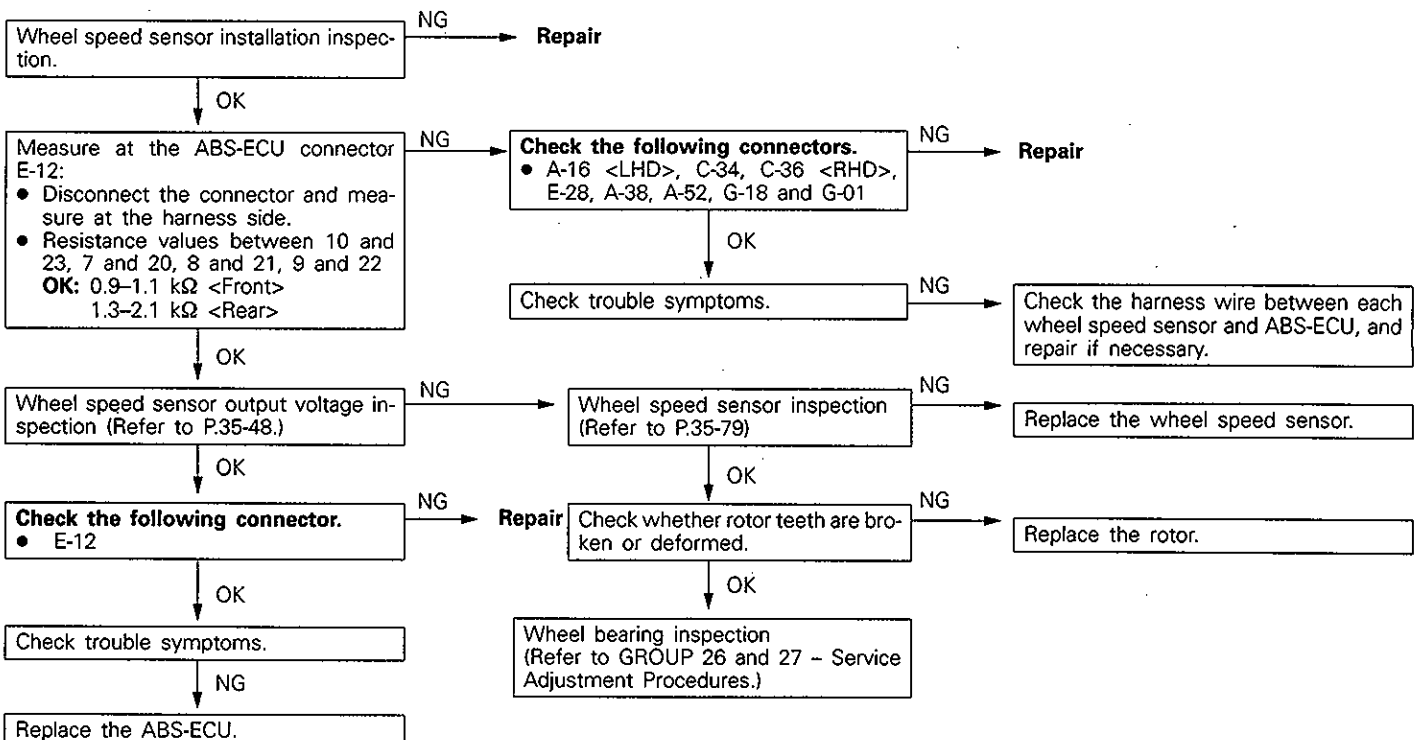 Wheel speed sensor installation inspec-
tion.
NG
Repair
OK
Measure at the ABS-ECU connector
E-12:
● Disconnect the connector and mea-
sure at the harness side.
● Resistance values between 10 and
23, 7 and 20, 8 and 21, 9 and 22
OK: 0.9–1.1 kΩ <Front>
1.3–2.1 kΩ <Rear>
NG
Check the following connectors.
● A-16 <LHD>, C-34, C-36 <RHD>,
E-28, A-38, A-52, G-18 and G-01
NG
Repair
OK
Check trouble symptoms.
NG
Check the harness wire between each
wheel speed sensor and ABS-ECU, and
repair if necessary.
OK
Wheel speed sensor output voltage in-
spection (Refer to P.35-48.)
NG
Wheel speed sensor inspection
(Refer to P.35-79)
NG
Replace the wheel speed sensor.
OK
OK
Check the following connector.
● E-12
NG
Repair
Check whether rotor teeth are bro-
ken or deformed.
NG
Replace the rotor.
OK
OK
Check trouble symptoms.
Wheel bearing inspection
(Refer to GROUP 26 and 27 – Service
Adjustment Procedures.)
NG
Replace the ABS-ECU.